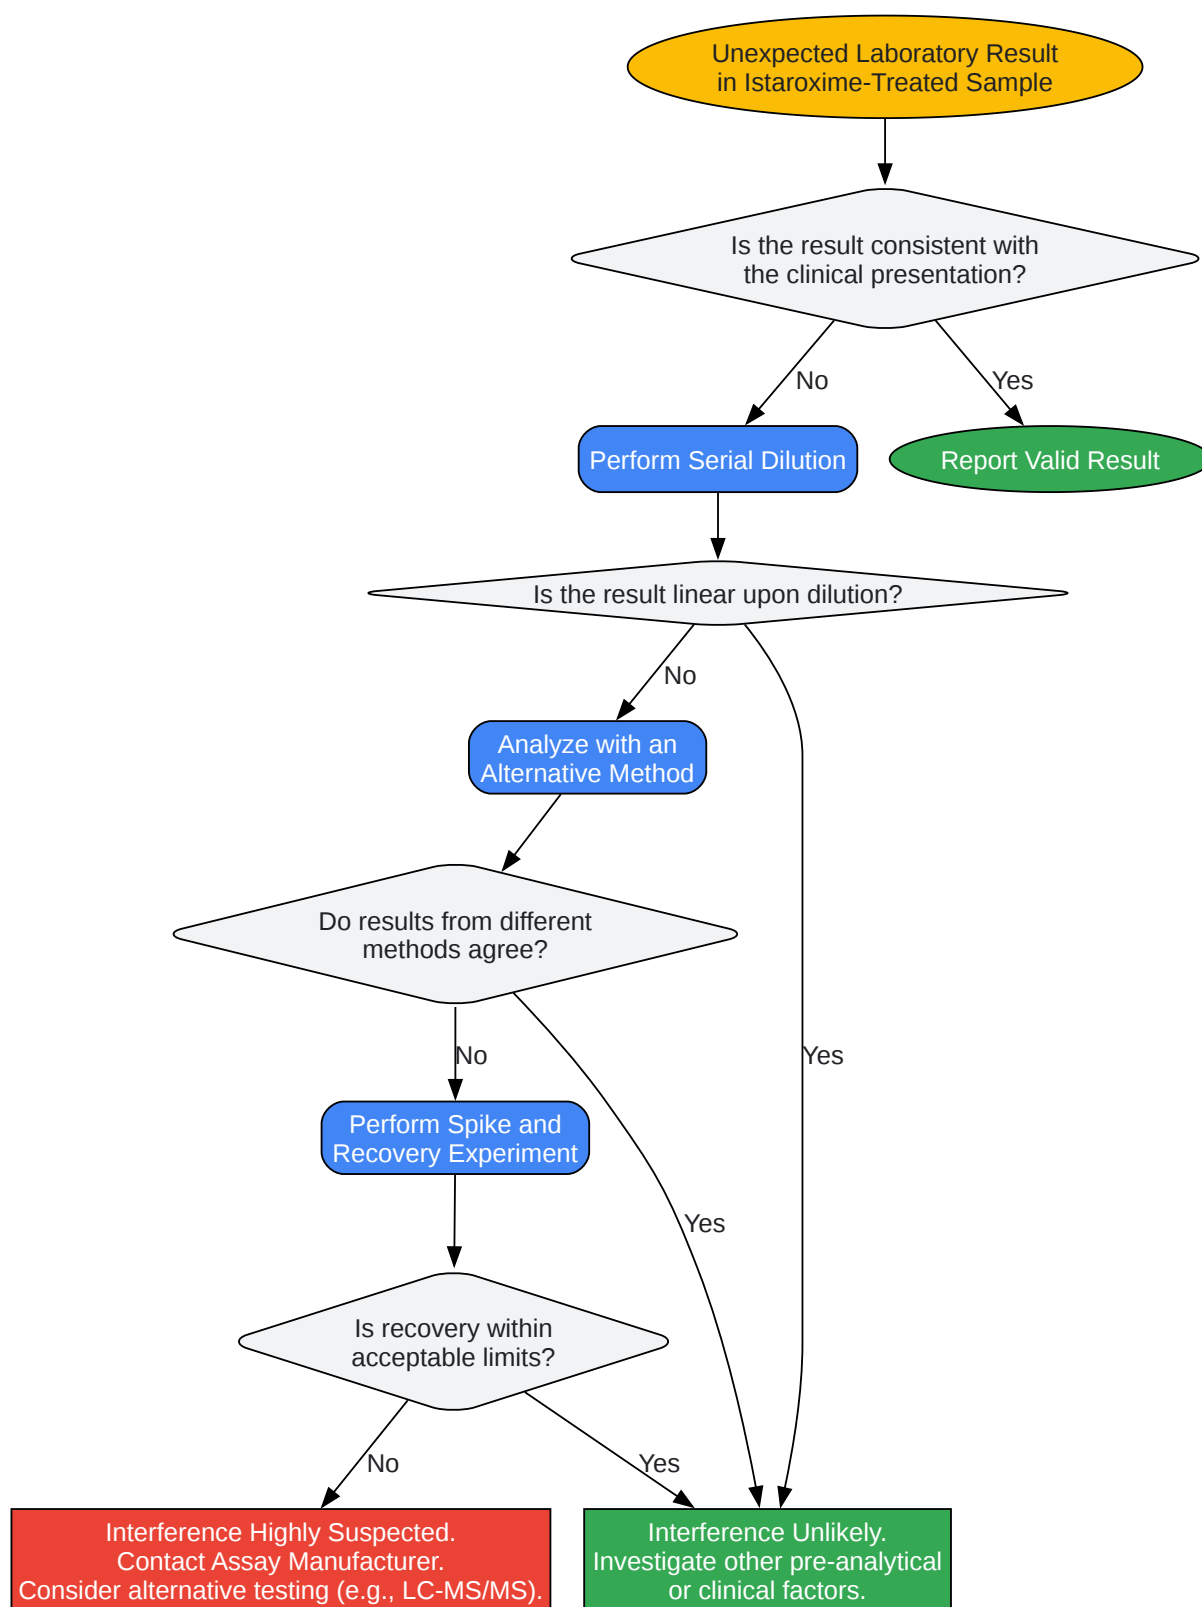 Unexpected Laboratory Result
in Istaroxime-Treated Sample
Is the result consistent with
the clinical presentation?
No
Yes
Perform Serial Dilution
Report Valid Result
Is the result linear upon dilution?
No
Analyze with an
Alternative Method
Do results from different
methods agree?
No
Yes
Perform Spike and
Recovery Experiment
Yes
Is recovery within
acceptable limits?
No
Yes
Interference Highly Suspected.
Contact Assay Manufacturer.
Consider alternative testing (e.g., LC-MS/MS).
Interference Unlikely.
Investigate other pre-analytical
or clinical factors.